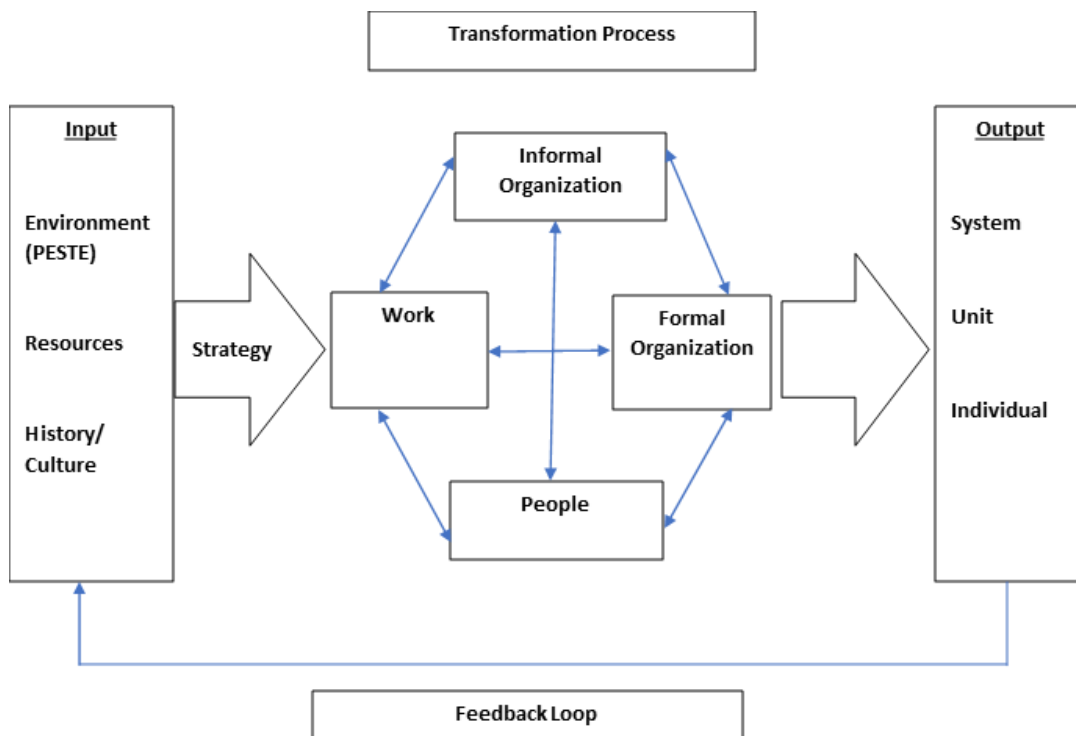 Transformation Process
Input
Environment
(PESTE)
Resources
History/
Culture
Strategy
Informal
Organization
Work
Formal
Organization
People
Output
System
Unit
Individual
Feedback Loop